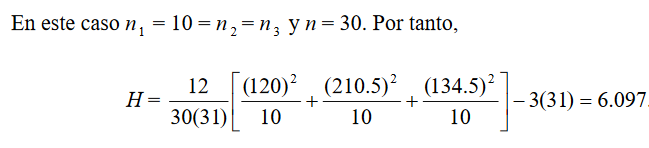 En este caso n₁ = 10 = n₂ = n₃ y n = 30. Por tanto,
H = 12/30(31) [ (120)²/10 + (210.5)²/10 + (134.5)²/10 ] − 3(31) = 6.097